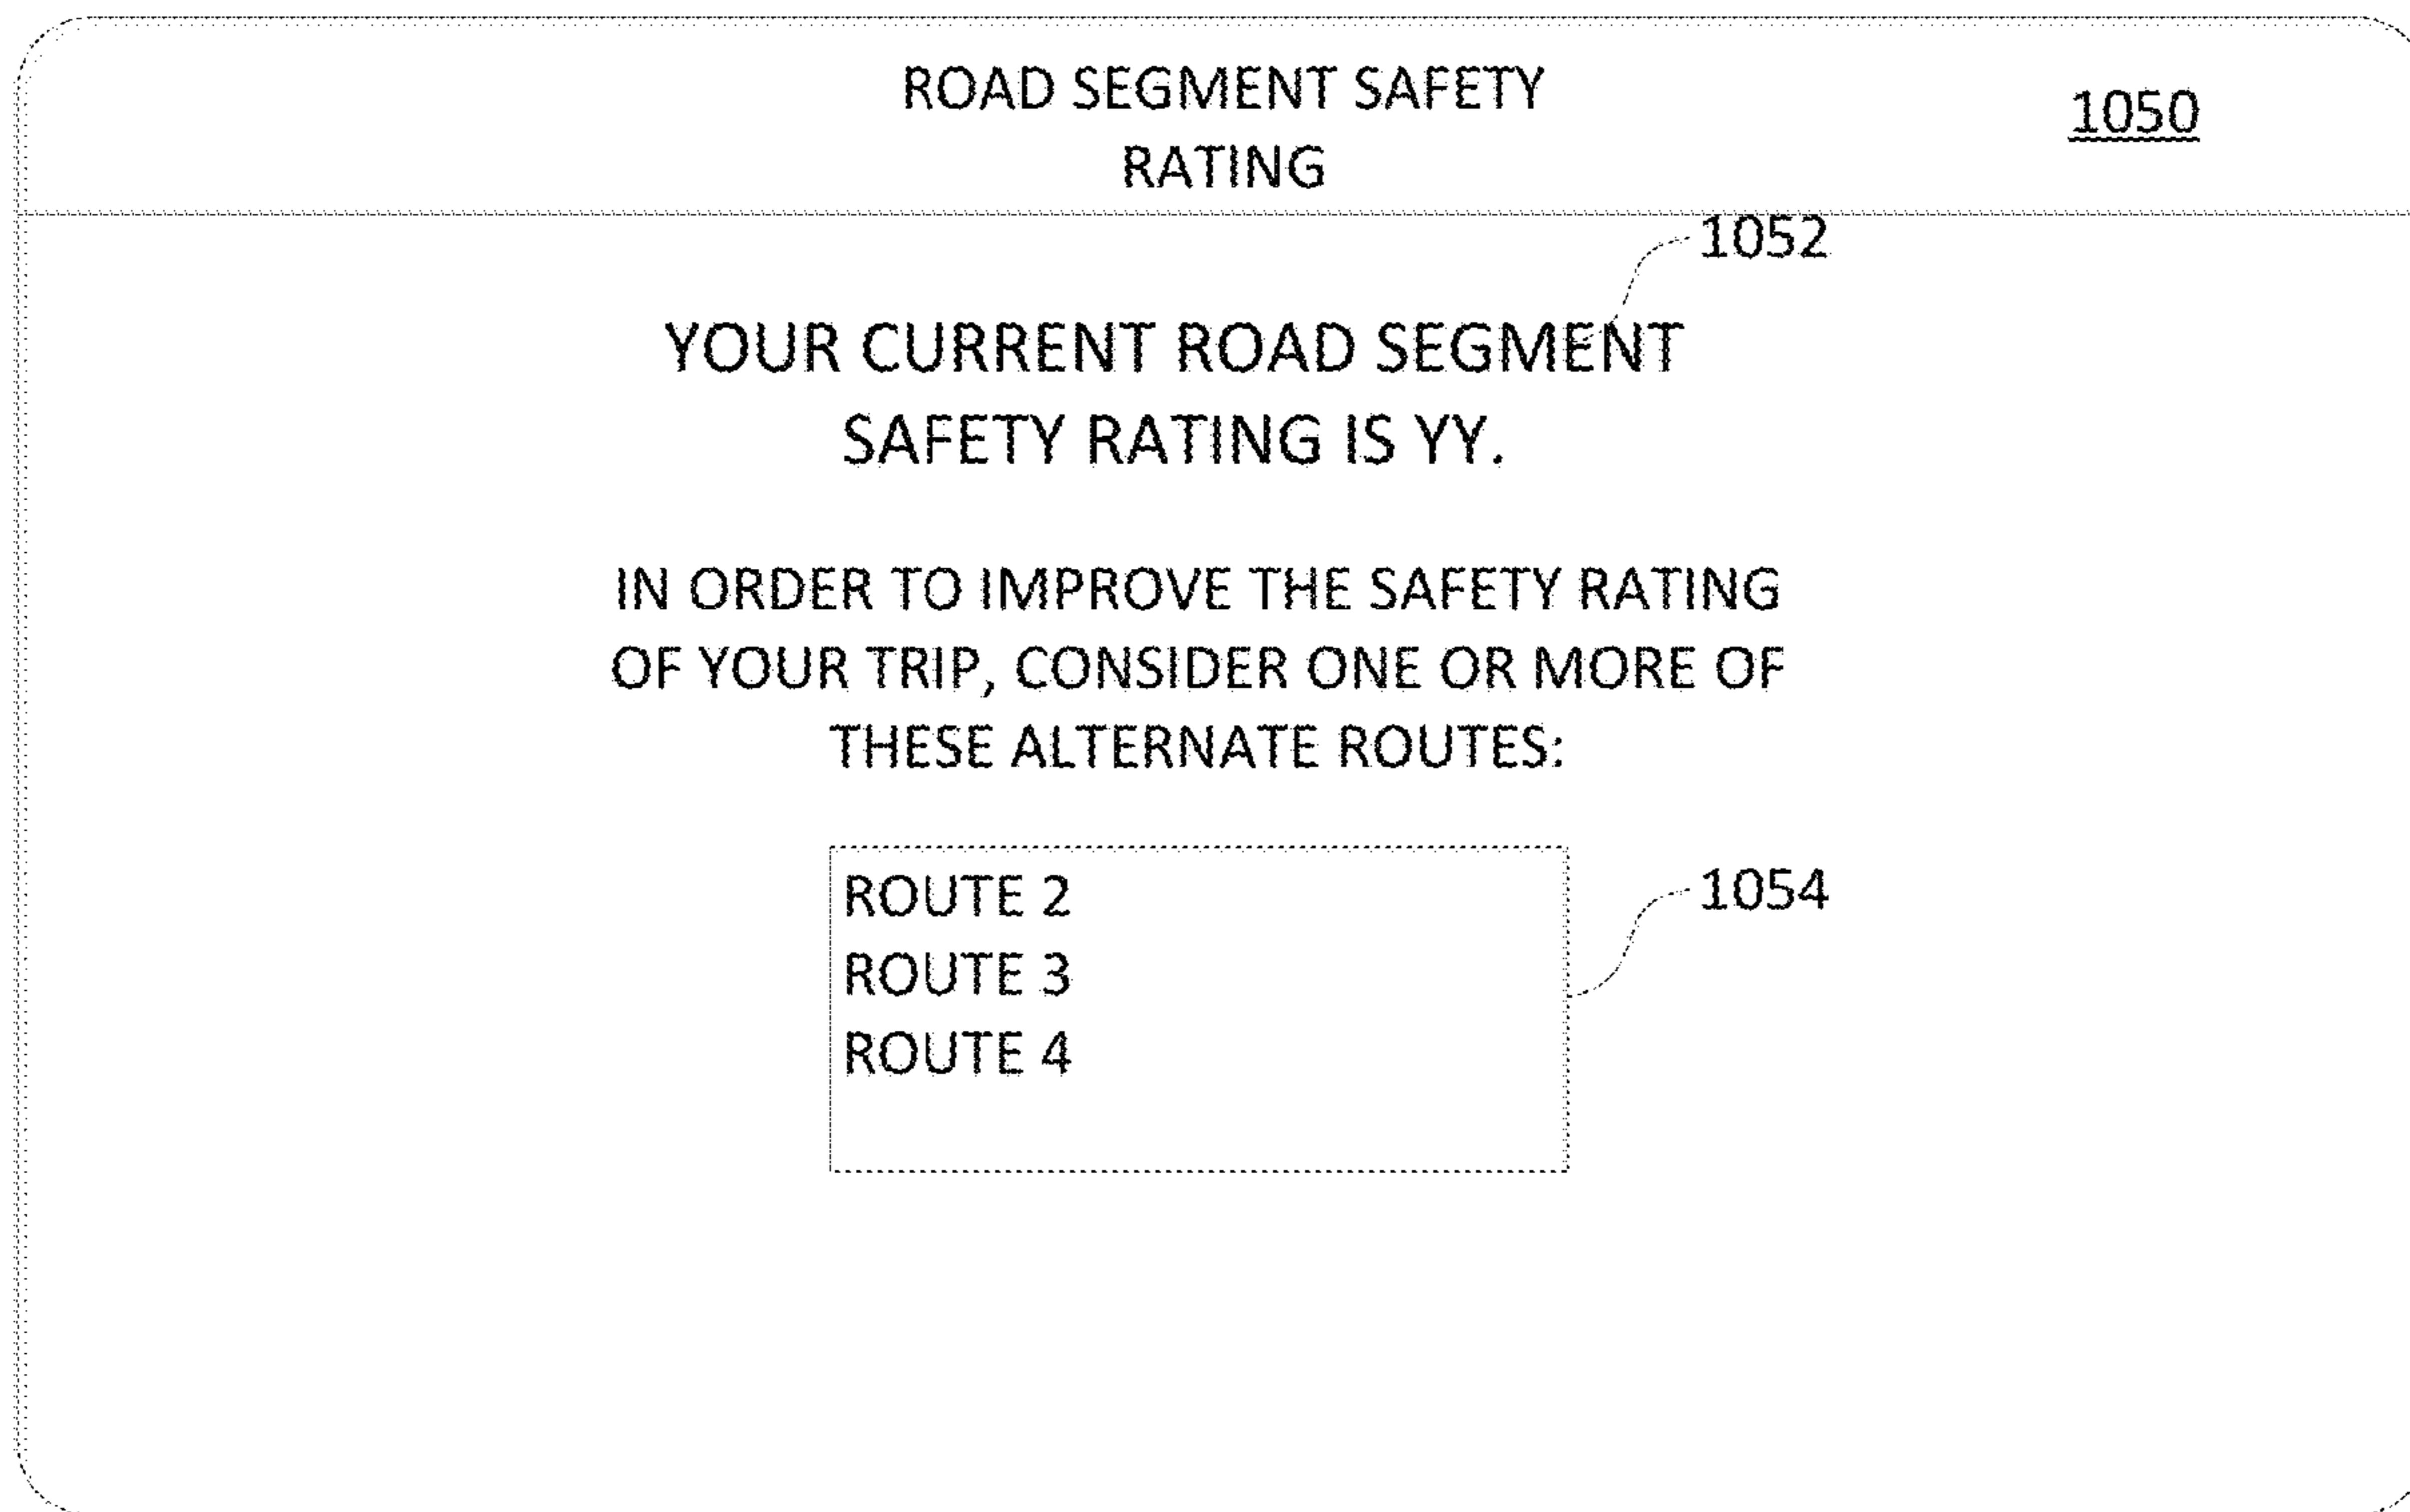 ROAD SEGMENT SAFETY
RATING
1050
1052
YOUR CURRENT ROAD SEGMENT
SAFETY RATING IS YY.
IN ORDER TO IMPROVE THE SAFETY RATING
OF YOUR TRIP, CONSIDER ONE OR MORE OF
THESE ALTERNATE ROUTES:
ROUTE 2
1054
ROUTE 3
ROUTE 4